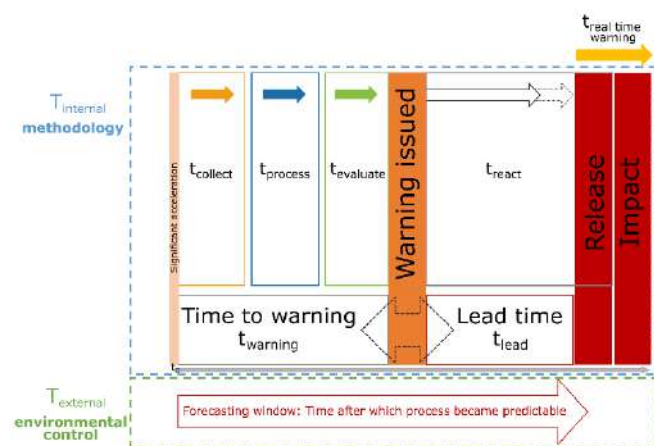 t real time
warning
T internal
methodology
Significant acceleration
t collect
t process
t evaluate
Warning issued
t react
Release
Impact
Time to warning
t warning
Lead time
t lead
T external
environmental
control
Forecasting window: Time after which process became predictable